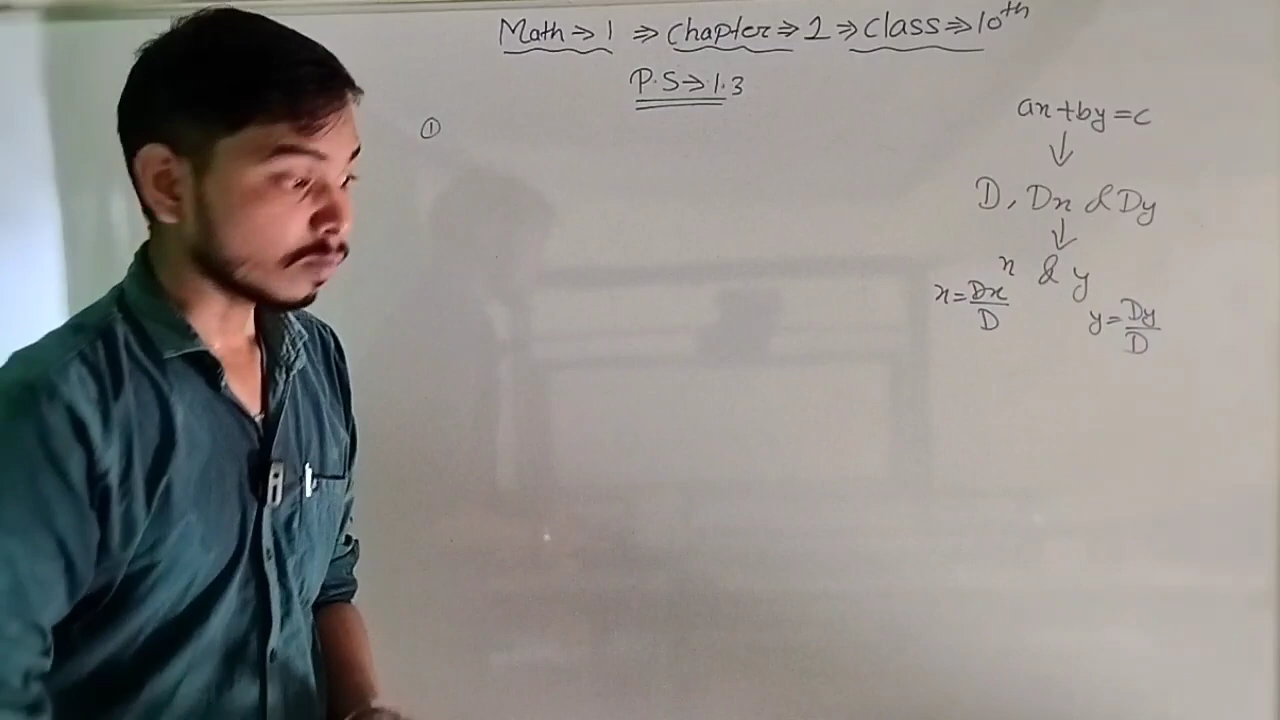 Math → 1 ⇒ Chapter ⇒ 1 ⇒ Class ⇒ 10th
P.S → 1.3
①
ax + by = c
↓
D, Dx & Dy
↓
x & y
x = Dx/D
y = Dy/D